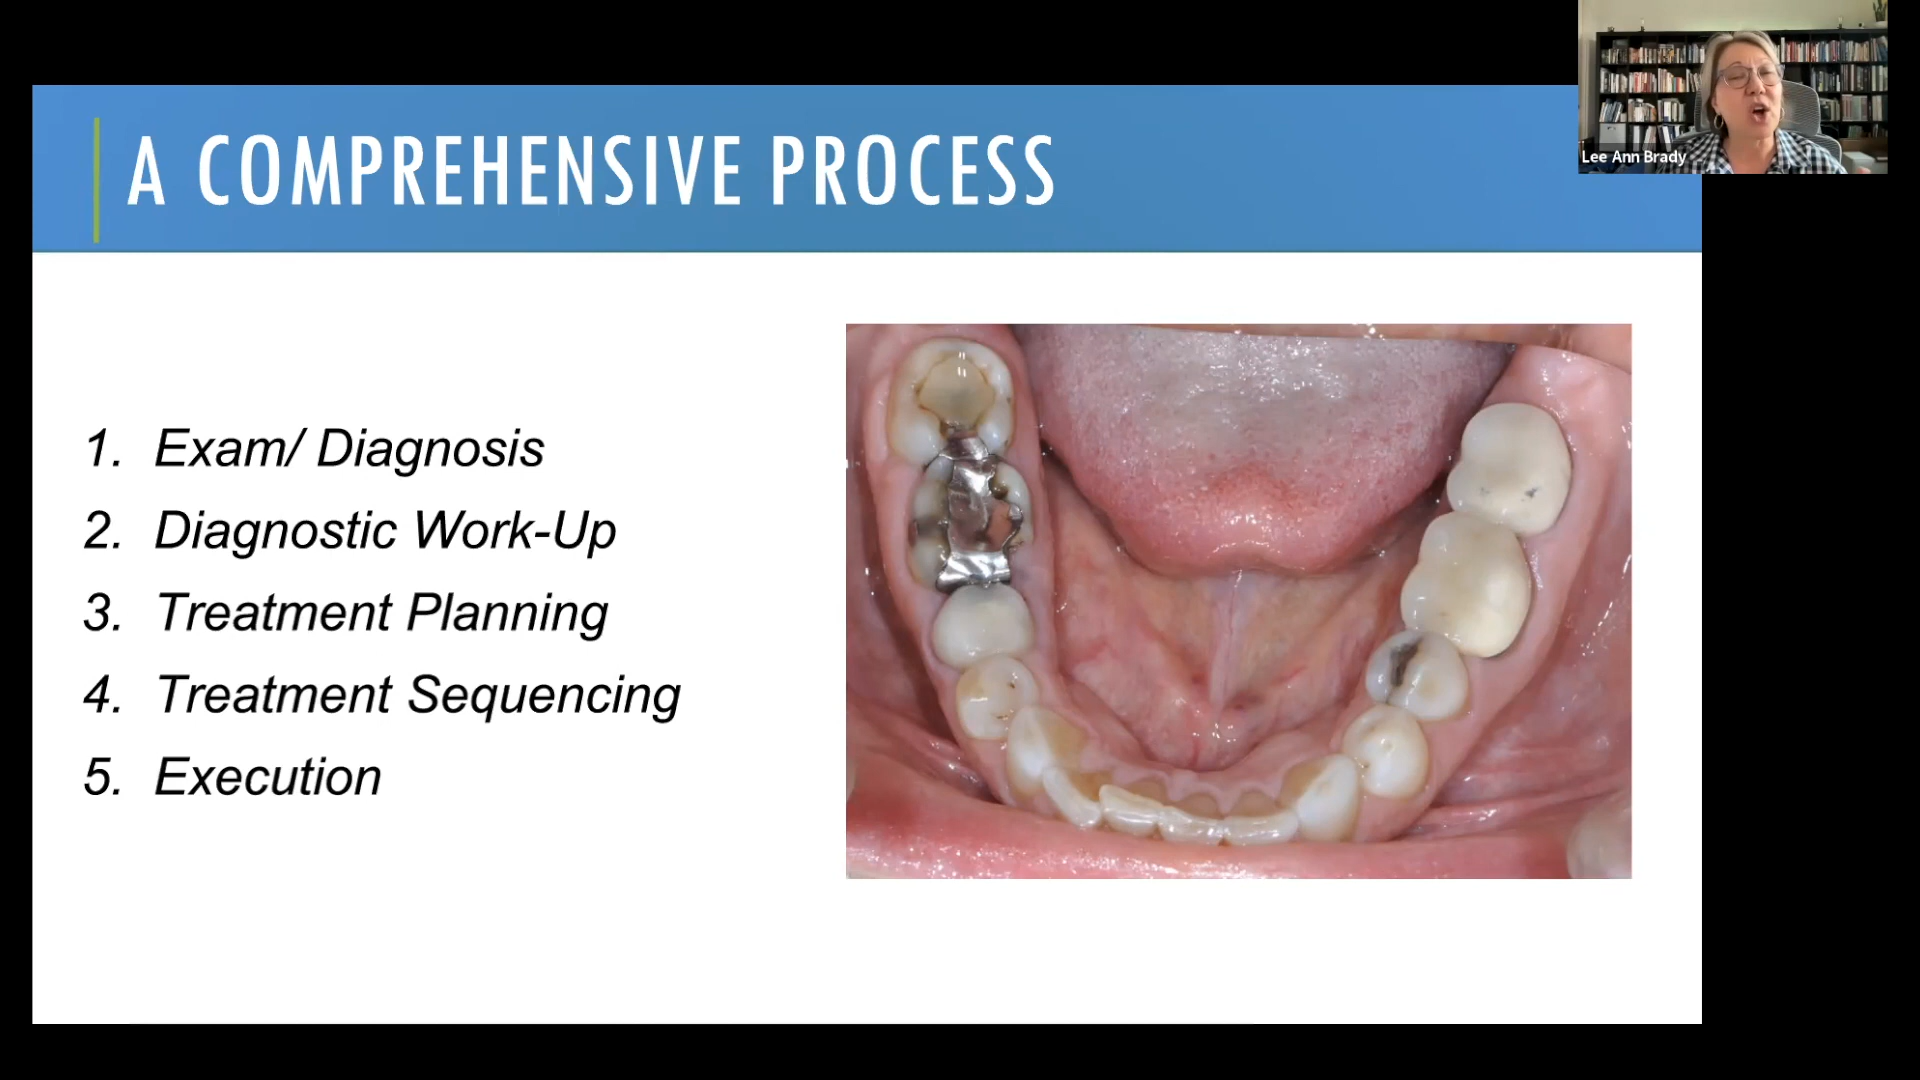 A COMPREHENSIVE PROCESS
Lee Ann Brady
1. Exam/ Diagnosis
2. Diagnostic Work-Up
3. Treatment Planning
4. Treatment Sequencing
5. Execution